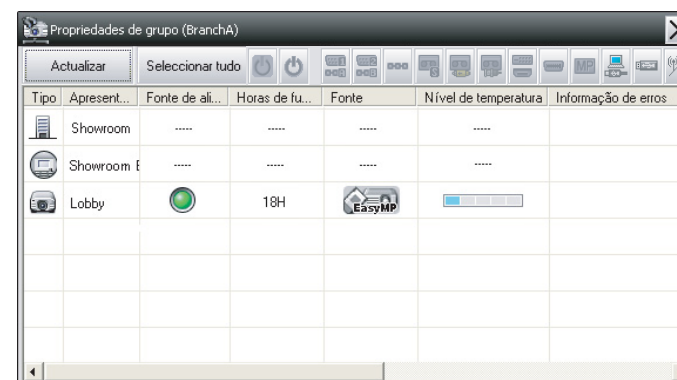 Propriedades de grupo (BranchA)
Actualizar Seleccionar tudo MP
Tipo Apresent... Fonte de ali... Horas de fu... Fonte Nível de temperatura Informação de erros
Showroom ----- ----- ----- -----
Showroom E ----- ----- ----- -----
Lobby 18H EasyMP